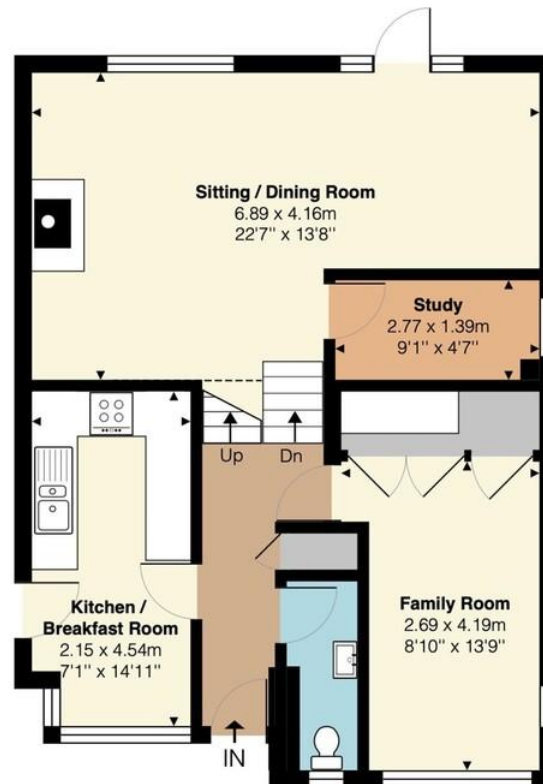 Sitting / Dining Room
6.89 x 4.16m
22'7" x 13'8"
Study
2.77 x 1.39m
9'1" x 4'7"
Up
Dn
Kitchen /
Breakfast Room
2.15 x 4.54m
7'1" x 14'11"
Family Room
2.69 x 4.19m
8'10" x 13'9"
IN